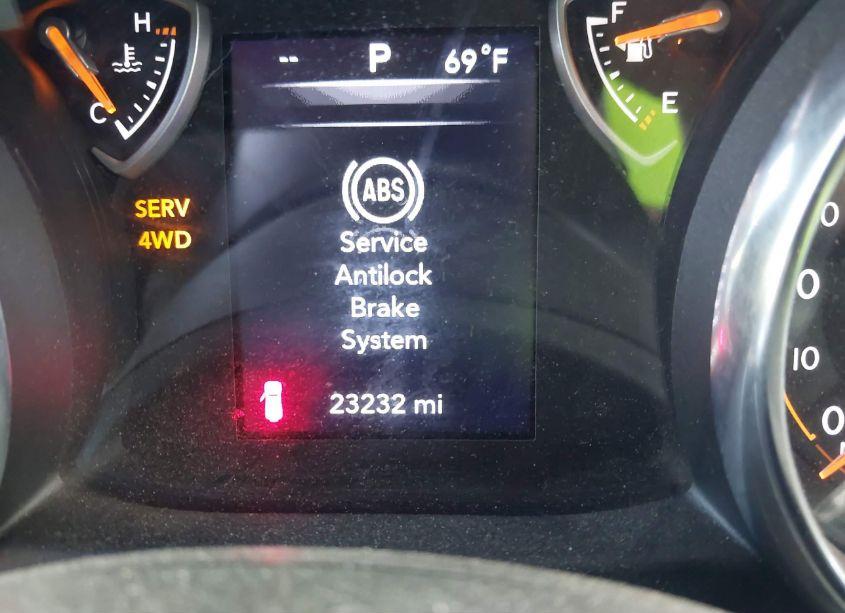 H
C
-- P 69°F
F
E
SERV
4WD
ABS
Service
Antilock
Brake
System
23232 mi
0
0
10
0